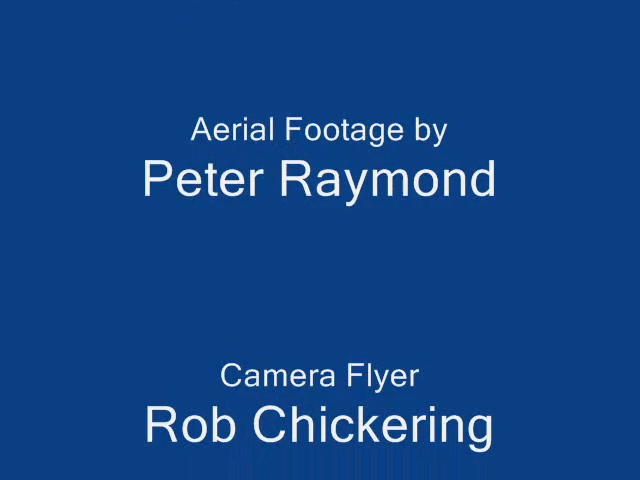 Aerial Footage by
Peter Raymond
Camera Flyer
Rob Chickering